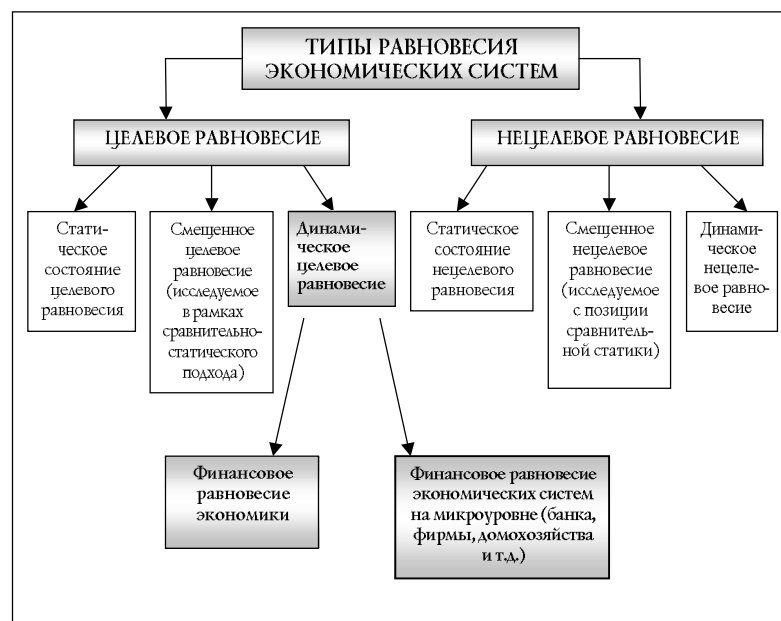 ТИПЫ РАВНОВЕСИЯ
ЭКОНОМИЧЕСКИХ СИСТЕМ
ЦЕЛЕВОЕ РАВНОВЕСИЕ
НЕЦЕЛЕВОЕ РАВНОВЕСИЕ
Стати-
ческое
состояние
целевого
равновесия
Смещенное
целевое
равновесие
(исследуемое
в рамках
сравнительно-
статического
подхода)
Динами-
ческое
целевое
равновесие
Статическое
состояние
нецелевого
равновесия
Смещенное
нецелевое
равновесие
(исследуемое
с позиции
сравнитель-
ной статики)
Динами-
ческое
нецеле-
вое равно-
весие
Финансовое
равновесие
экономики
Финансовое равновесие
экономических систем
на микроуровне (банка,
фирмы, домохозяйства
и т.д.)